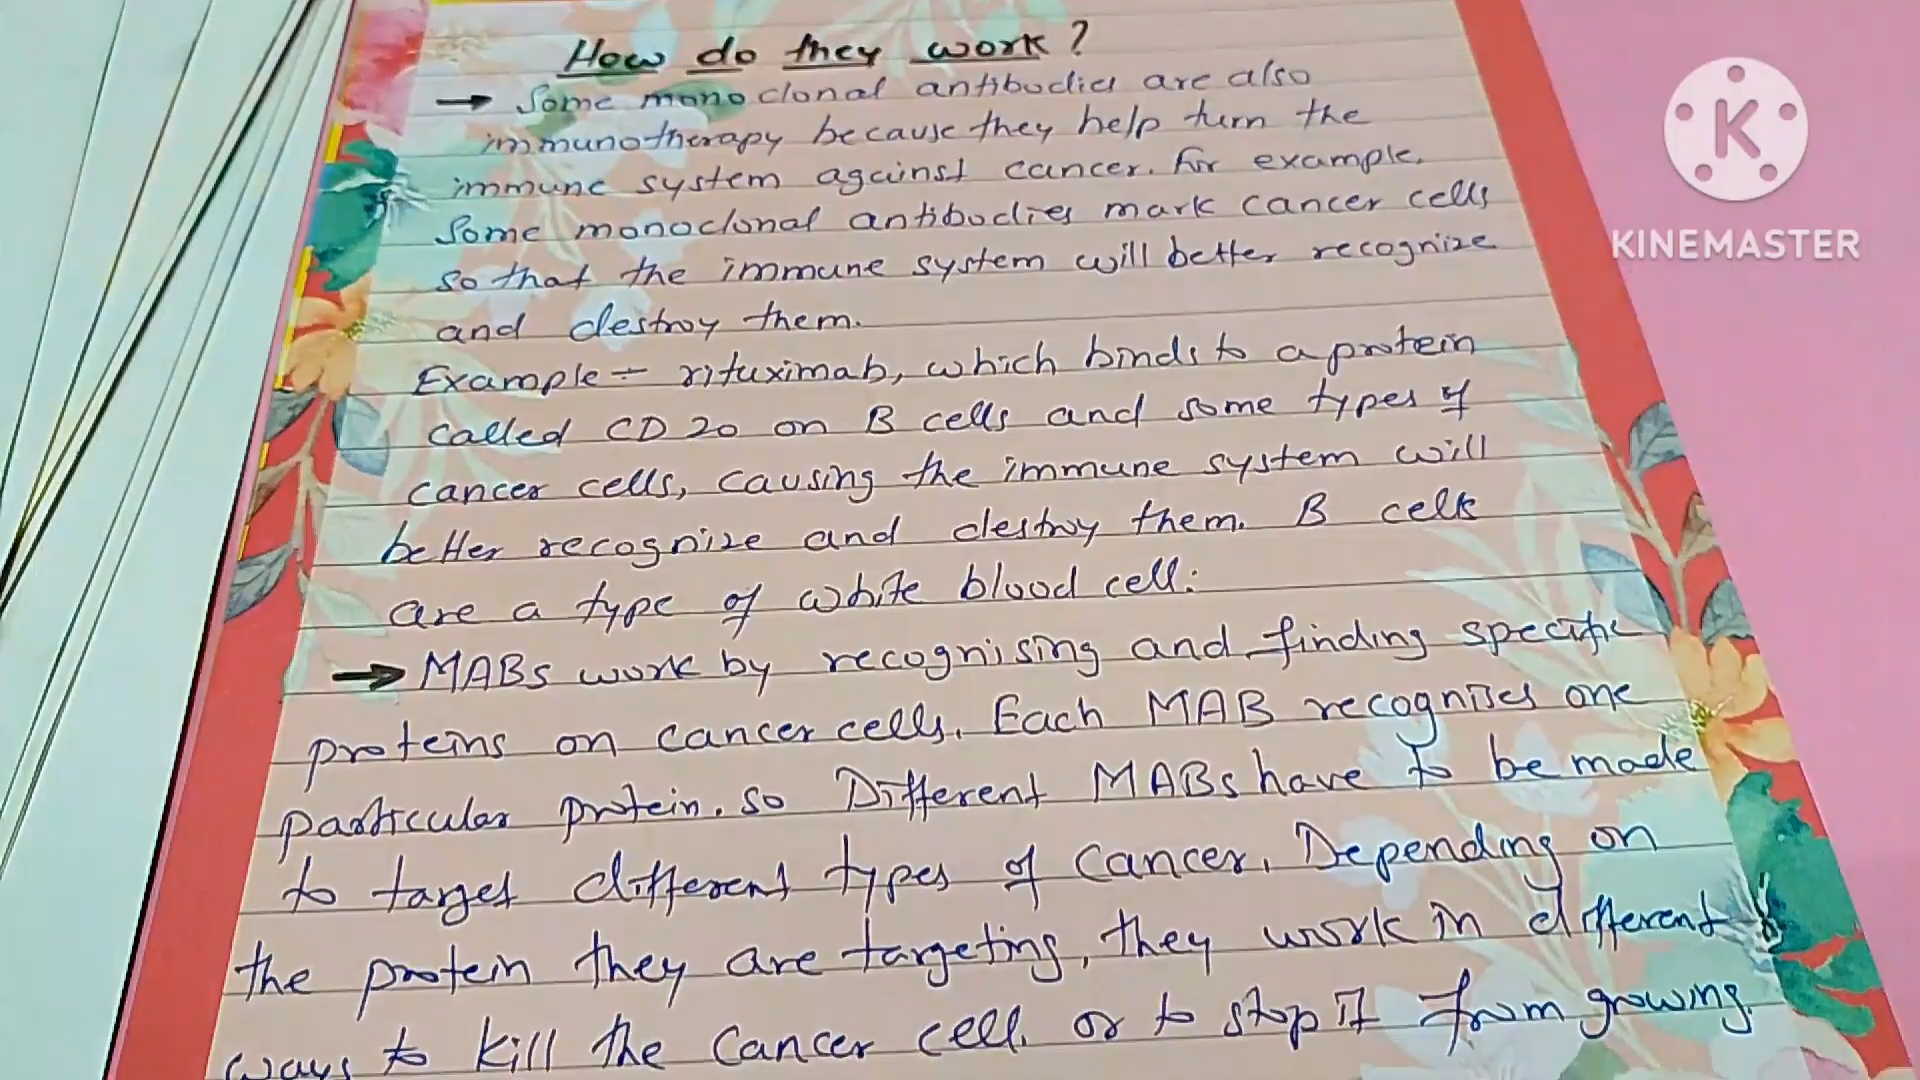 How do they work?
→ Some monoclonal antibodies are also
immunotherapy because they help turn the
immune system against cancer. For example,
Some monoclonal antibodies mark cancer cells
so that the immune system will better recognize
and destroy them.
Example - rituximab, which binds to a protein
called CD 20 on B cells and some types of
cancer cells, causing the immune system will
better recognize and destroy them. B cells
are a type of white blood cell.
→ MABs work by recognising and finding specific
proteins on cancer cells. Each MAB recognises one
particular protein. so Different MABs have to be made
to target different types of cancer. Depending on
the protein they are targeting, they work in different
ways to kill the cancer cell. or to stop it from growing.
K
KINEMASTER